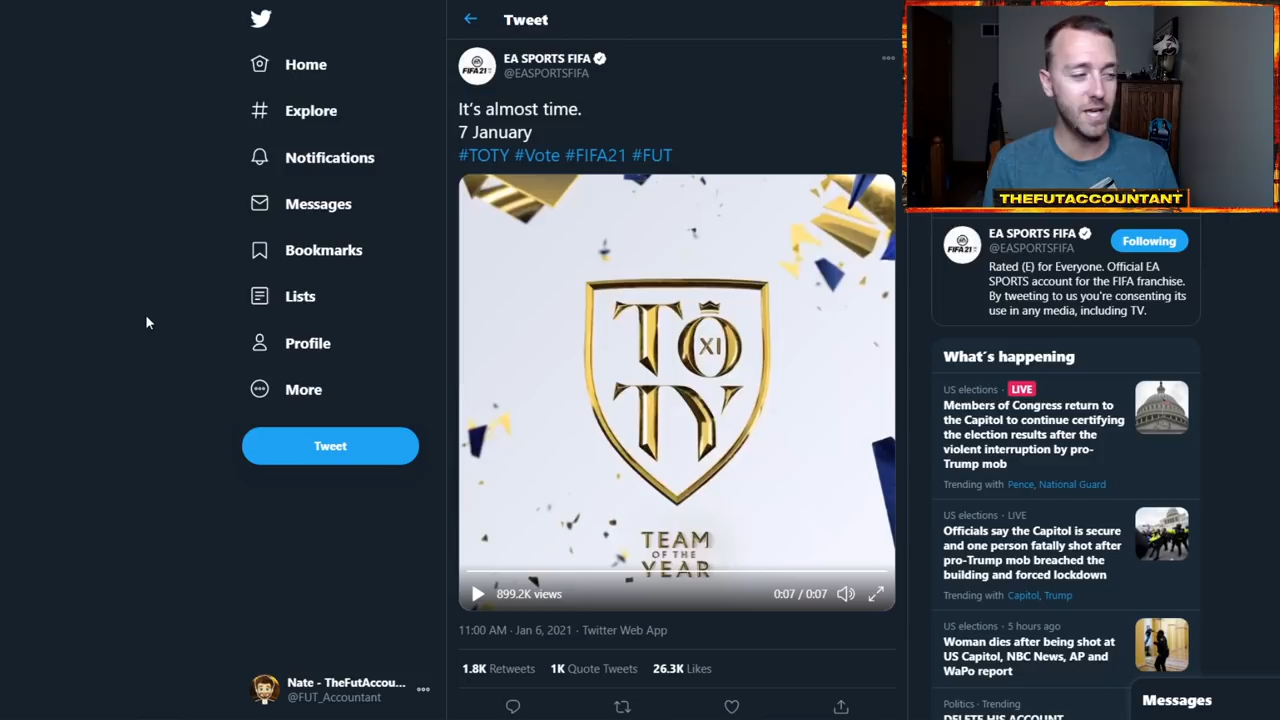 Home
Explore
Notifications
Messages
Bookmarks
Lists
Profile
More
Tweet
Nate - TheFutAccou...
@FUT_Accountant
Tweet
EA SPORTS FIFA
@EASPORTSFIFA
It's almost time.
7 January
#TOTY #Vote #FIFA21 #FUT
TO
XI
TY
TEAM
OF THE
YEAR
899.2K views
0:07 / 0:07
11:00 AM · Jan 6, 2021 · Twitter Web App
1.8K Retweets 1K Quote Tweets 26.3K Likes
THEFUTACCOUNTANT
EA SPORTS FIFA
@EASPORTSFIFA
Following
Rated (E) for Everyone. Official EA
SPORTS account for the FIFA franchise.
By tweeting to us you're consenting its
use in any media, including TV.
What's happening
US elections · LIVE
Members of Congress return to
the Capitol to continue certifying
the election results after the
violent interruption by pro-
Trump mob
Trending with Pence, National Guard
US elections · LIVE
Officials say the Capitol is secure
and one person fatally shot after
pro-Trump mob breached the
building and forced lockdown
Trending with Capitol, Trump
US elections · 5 hours ago
Woman dies after being shot at
US Capitol, NBC News, AP and
WaPo report
Politics · Trending
DELETE HIS ACCOUNT
Messages